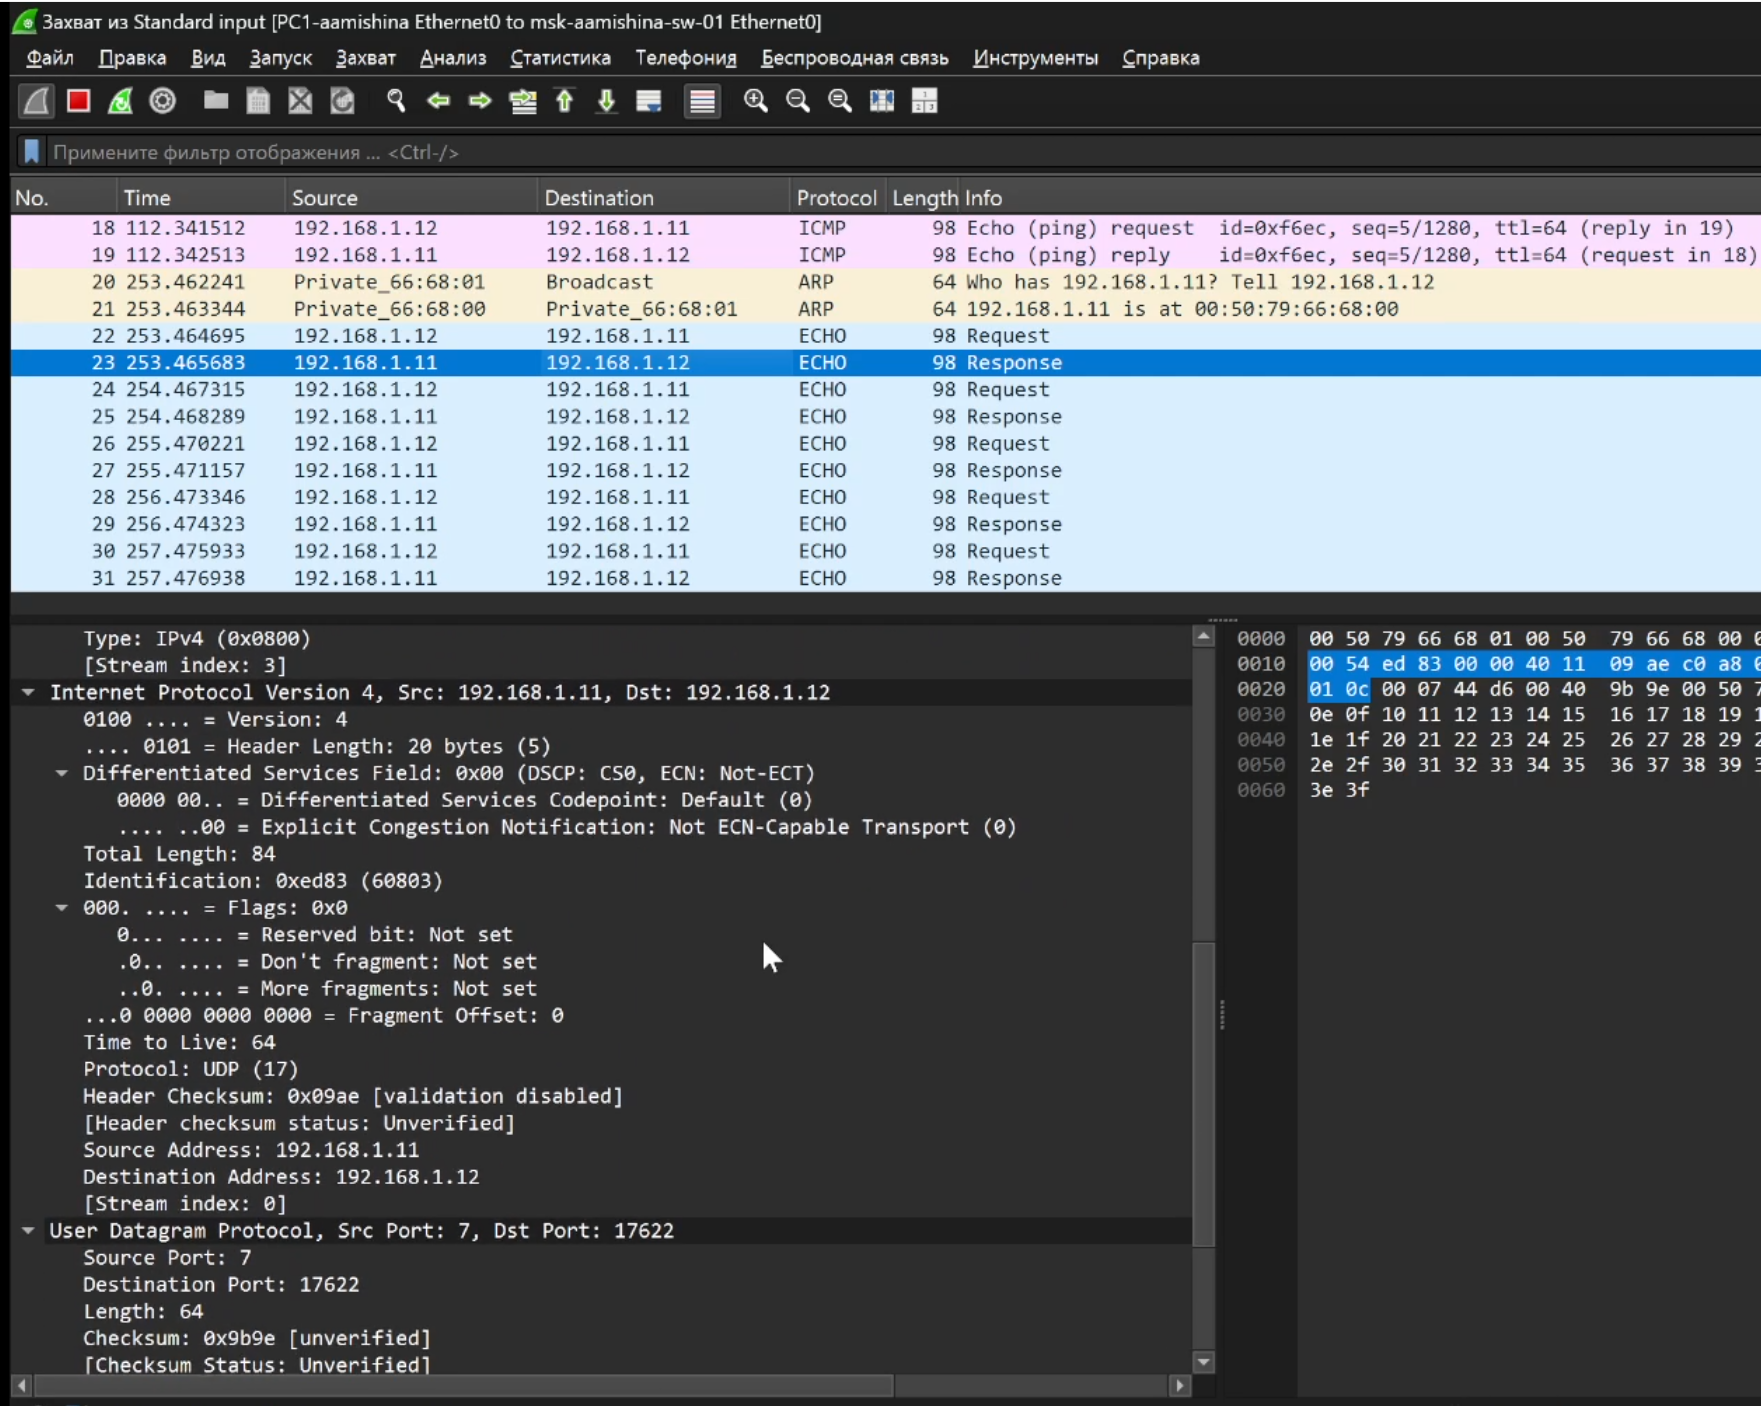 Захват из Standard input [PC1-aamishina Ethernet0 to msk-aamishina-sw-01 Ethernet0]
Файл Правка Вид Запуск Захват Анализ Статистика Телефония Беспроводная связь Инструменты Справка
Примените фильтр отображения ... <Ctrl-/>
No. Time Source Destination Protocol Length Info
18 112.341512 192.168.1.12 192.168.1.11 ICMP 98 Echo (ping) request id=0xf6ec, seq=5/1280, ttl=64 (reply in 19)
19 112.342513 192.168.1.11 192.168.1.12 ICMP 98 Echo (ping) reply id=0xf6ec, seq=5/1280, ttl=64 (request in 18)
20 253.462241 Private_66:68:01 Broadcast ARP 64 Who has 192.168.1.11? Tell 192.168.1.12
21 253.463344 Private_66:68:00 Private_66:68:01 ARP 64 192.168.1.11 is at 00:50:79:66:68:00
22 253.464695 192.168.1.12 192.168.1.11 ECHO 98 Request
23 253.465683 192.168.1.11 192.168.1.12 ECHO 98 Response
24 254.467315 192.168.1.12 192.168.1.11 ECHO 98 Request
25 254.468289 192.168.1.11 192.168.1.12 ECHO 98 Response
26 255.470221 192.168.1.12 192.168.1.11 ECHO 98 Request
27 255.471157 192.168.1.11 192.168.1.12 ECHO 98 Response
28 256.473346 192.168.1.12 192.168.1.11 ECHO 98 Request
29 256.474323 192.168.1.11 192.168.1.12 ECHO 98 Response
30 257.475933 192.168.1.12 192.168.1.11 ECHO 98 Request
31 257.476938 192.168.1.11 192.168.1.12 ECHO 98 Response
Type: IPv4 (0x0800)
[Stream index: 3]
Internet Protocol Version 4, Src: 192.168.1.11, Dst: 192.168.1.12
0100 .... = Version: 4
.... 0101 = Header Length: 20 bytes (5)
Differentiated Services Field: 0x00 (DSCP: CS0, ECN: Not-ECT)
0000 00.. = Differentiated Services Codepoint: Default (0)
.... ..00 = Explicit Congestion Notification: Not ECN-Capable Transport (0)
Total Length: 84
Identification: 0xed83 (60803)
000. .... = Flags: 0x0
0... .... = Reserved bit: Not set
.0.. .... = Don't fragment: Not set
..0. .... = More fragments: Not set
...0 0000 0000 0000 = Fragment Offset: 0
Time to Live: 64
Protocol: UDP (17)
Header Checksum: 0x09ae [validation disabled]
[Header checksum status: Unverified]
Source Address: 192.168.1.11
Destination Address: 192.168.1.12
[Stream index: 0]
User Datagram Protocol, Src Port: 7, Dst Port: 17622
Source Port: 7
Destination Port: 17622
Length: 64
Checksum: 0x9b9e [unverified]
[Checksum Status: Unverified]
0000 00 50 79 66 68 01 00 50 79 66 68 00
0010 00 54 ed 83 00 00 40 11 09 ae c0 a8
0020 01 0c 00 07 44 d6 00 40 9b 9e 00 50
0030 0e 0f 10 11 12 13 14 15 16 17 18 19
0040 1e 1f 20 21 22 23 24 25 26 27 28 29
0050 2e 2f 30 31 32 33 34 35 36 37 38 39
0060 3e 3f